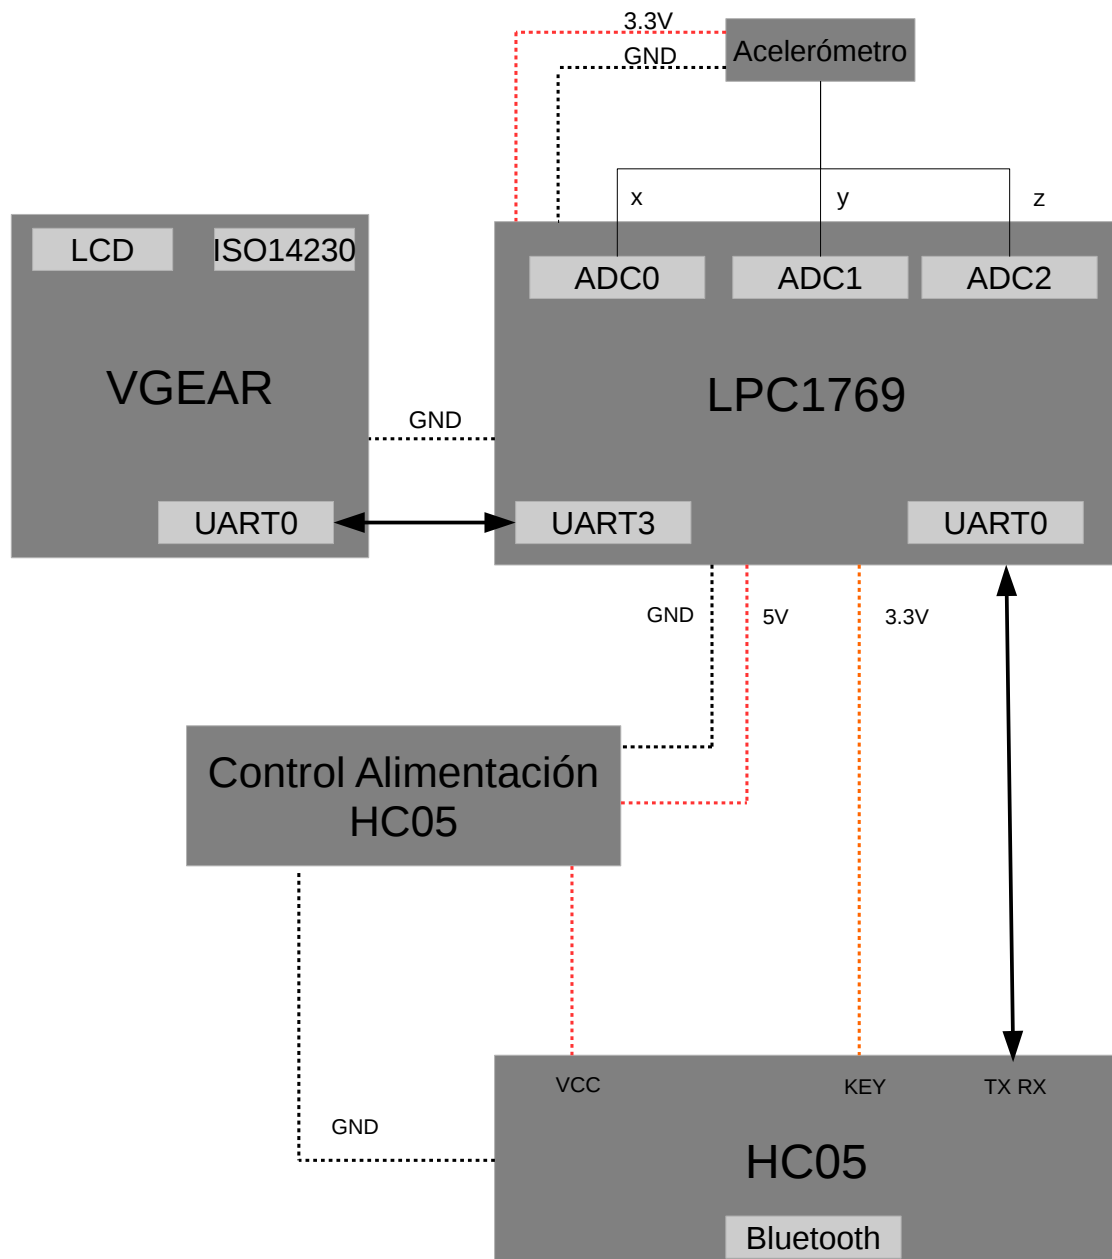 3.3V
GND
Acelerómetro
x
y
z
LCD
ISO14230
ADC0
ADC1
ADC2
VGEAR
LPC1769
GND
UART0
UART3
UART0
GND
5V
3.3V
Control Alimentación
HC05
VCC
KEY
TX RX
GND
HC05
Bluetooth